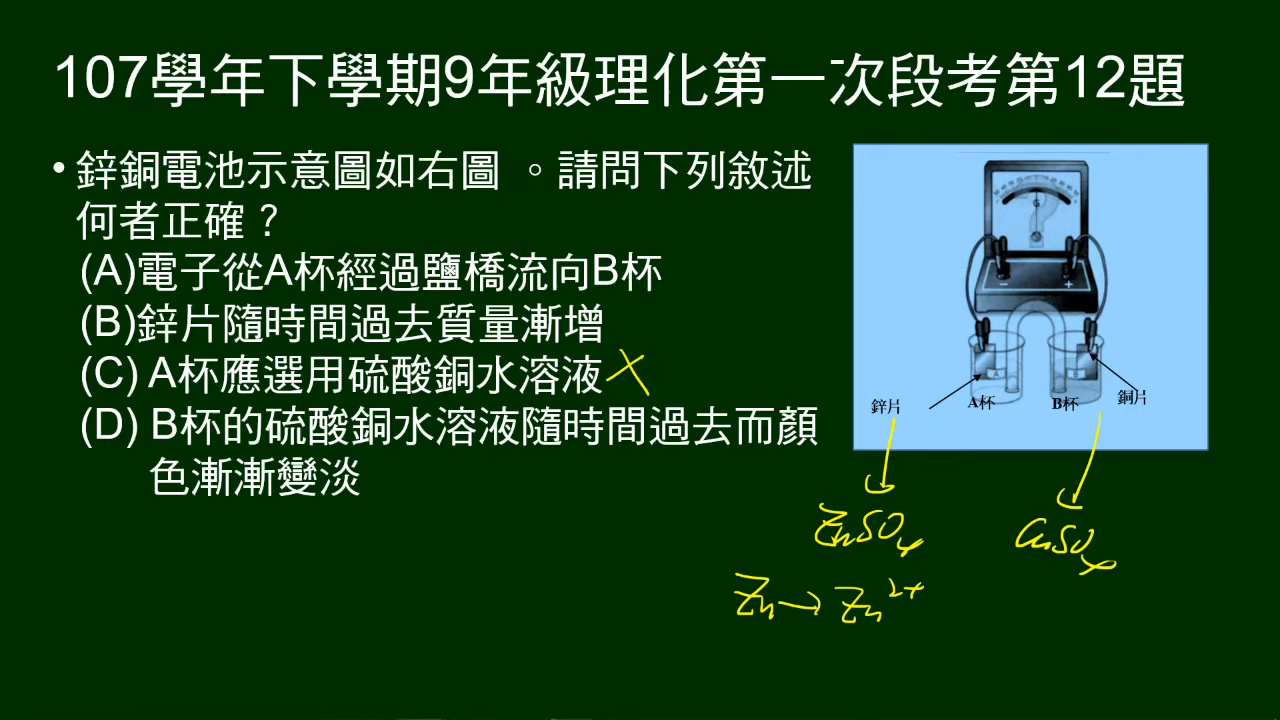 107學年下學期9年級理化第一次段考第12題
• 鋅銅電池示意圖如右圖 。請問下列敘述
何者正確？
(A)電子從A杯經過鹽橋流向B杯
(B)鋅片隨時間過去質量漸增
(C) A杯應選用硫酸銅水溶液
(D) B杯的硫酸銅水溶液隨時間過去而顏
色漸漸變淡
G
− +
A B
鋅片 A杯 B杯 銅片
ZnSO4 CuSO4
Zn→Zn2+